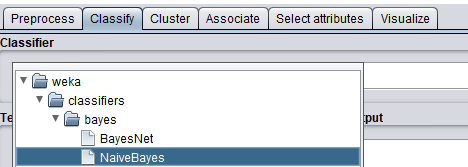 Preprocess Classify Cluster Associate Select attributes Visualize
Classifier
weka
classifiers
bayes
BayesNet
NaiveBayes